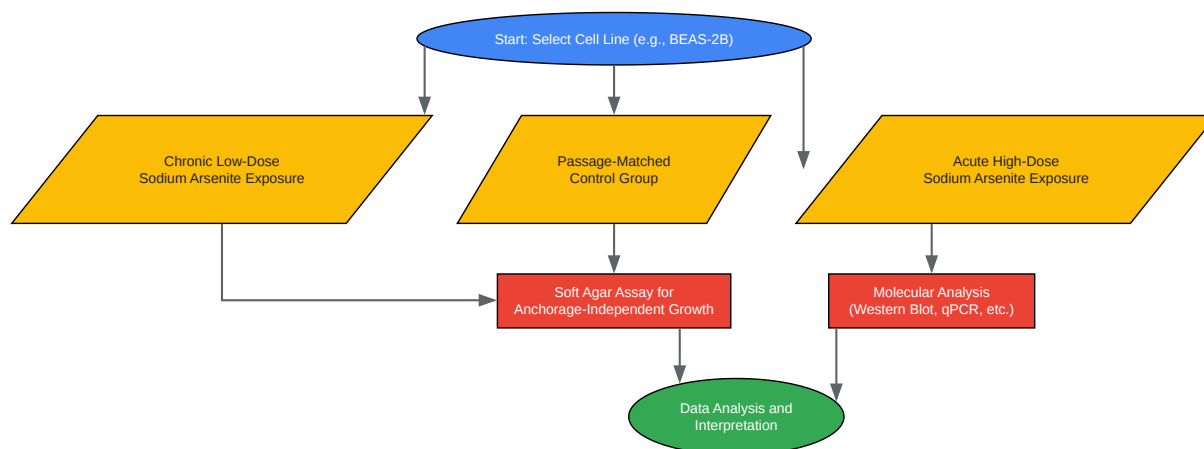 Start: Select Cell Line (e.g., BEAS-2B)
Chronic Low-Dose
Sodium Arsenite Exposure
Passage-Matched
Control Group
Acute High-Dose
Sodium Arsenite Exposure
Soft Agar Assay for
Anchorage-Independent Growth
Molecular Analysis
(Western Blot, qPCR, etc.)
Data Analysis and
Interpretation